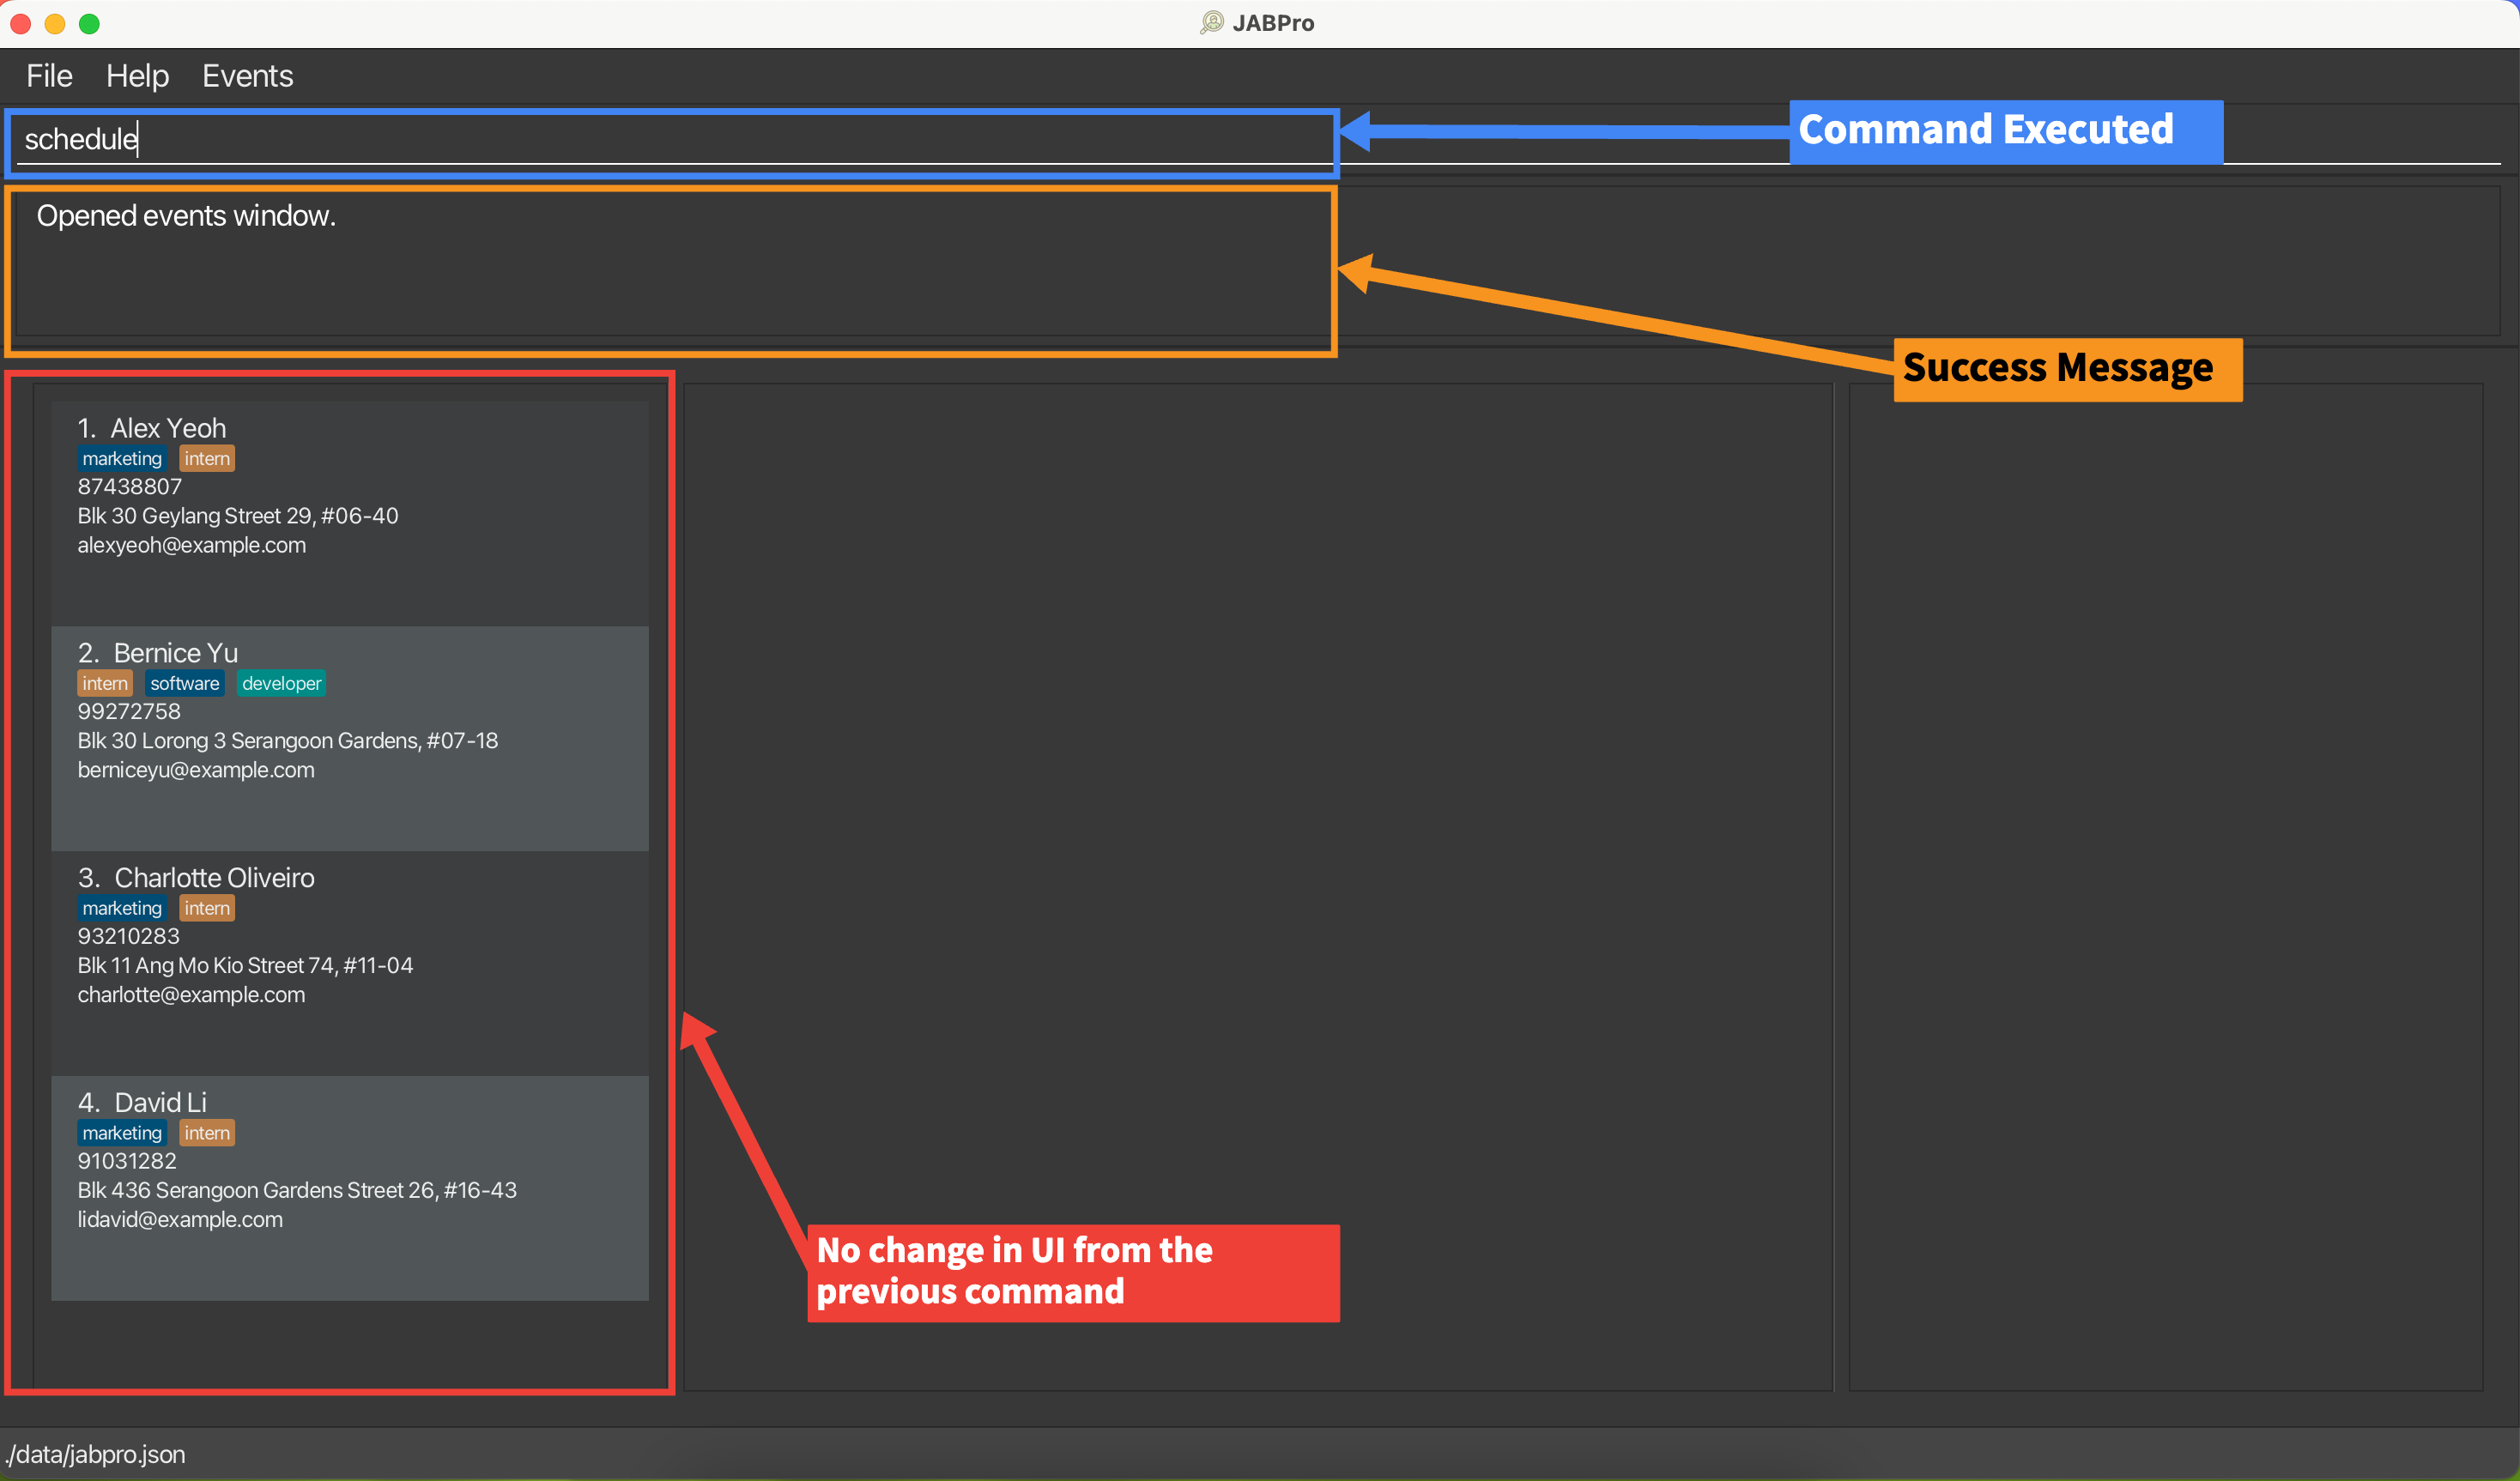 JABPro
File Help Events
schedule
Command Executed
Opened events window.
Success Message
1. Alex Yeoh
marketing intern
87438807
Blk 30 Geylang Street 29, #06-40
alexyeoh@example.com
2. Bernice Yu
intern software developer
99272758
Blk 30 Lorong 3 Serangoon Gardens, #07-18
berniceyu@example.com
3. Charlotte Oliveiro
marketing intern
93210283
Blk 11 Ang Mo Kio Street 74, #11-04
charlotte@example.com
4. David Li
marketing intern
91031282
Blk 436 Serangoon Gardens Street 26, #16-43
lidavid@example.com
No change in UI from the
previous command
./data/jabpro.json